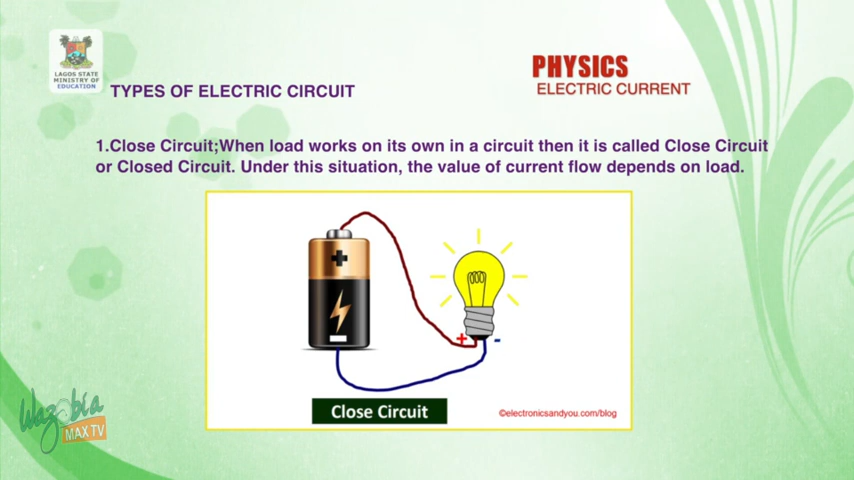 LAGOS STATE
MINISTRY OF
EDUCATION
PHYSICS
ELECTRIC CURRENT
TYPES OF ELECTRIC CIRCUIT
1.Close Circuit;When load works on its own in a circuit then it is called Close Circuit
or Closed Circuit. Under this situation, the value of current flow depends on load.
+
+ -
Close Circuit
©electronicsandyou.com/blog
Wazobia
MAX TV